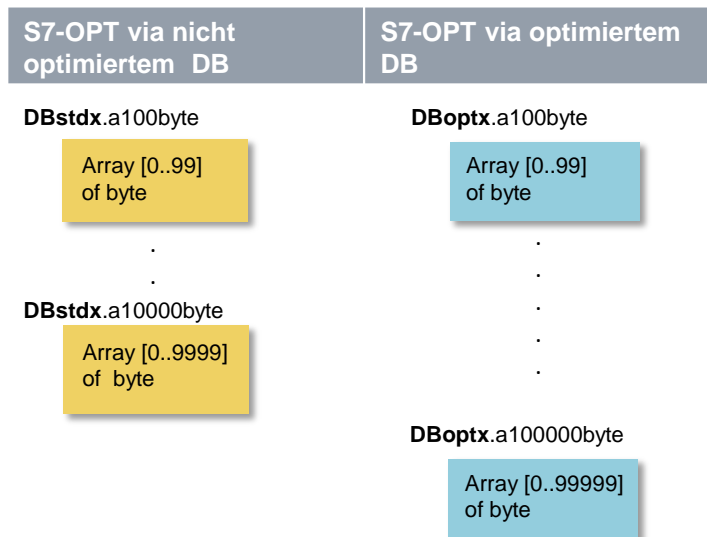 S7-OPT via nicht
optimiertem DB
S7-OPT via optimiertem
DB
DBstdx.a100byte
Array [0..99]
of byte
.
.
DBstdx.a10000byte
Array [0..9999]
of byte
DBoptx.a100byte
Array [0..99]
of byte
.
.
.
.
.
DBoptx.a100000byte
Array [0..99999]
of byte